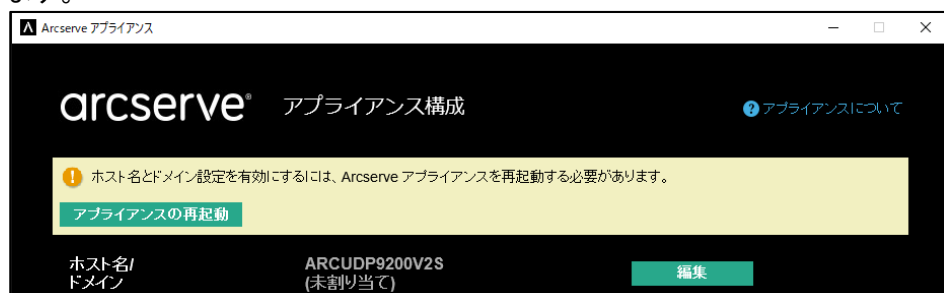 Arcserve アプライアンス
arcserve® アプライアンス構成
アプライアンスについて
ホスト名とドメイン設定を有効にするには、Arcserve アプライアンスを再起動する必要があります。
アプライアンスの再起動
ホスト名/ ARCUDP9200V2S 編集
ドメイン (未割り当て)